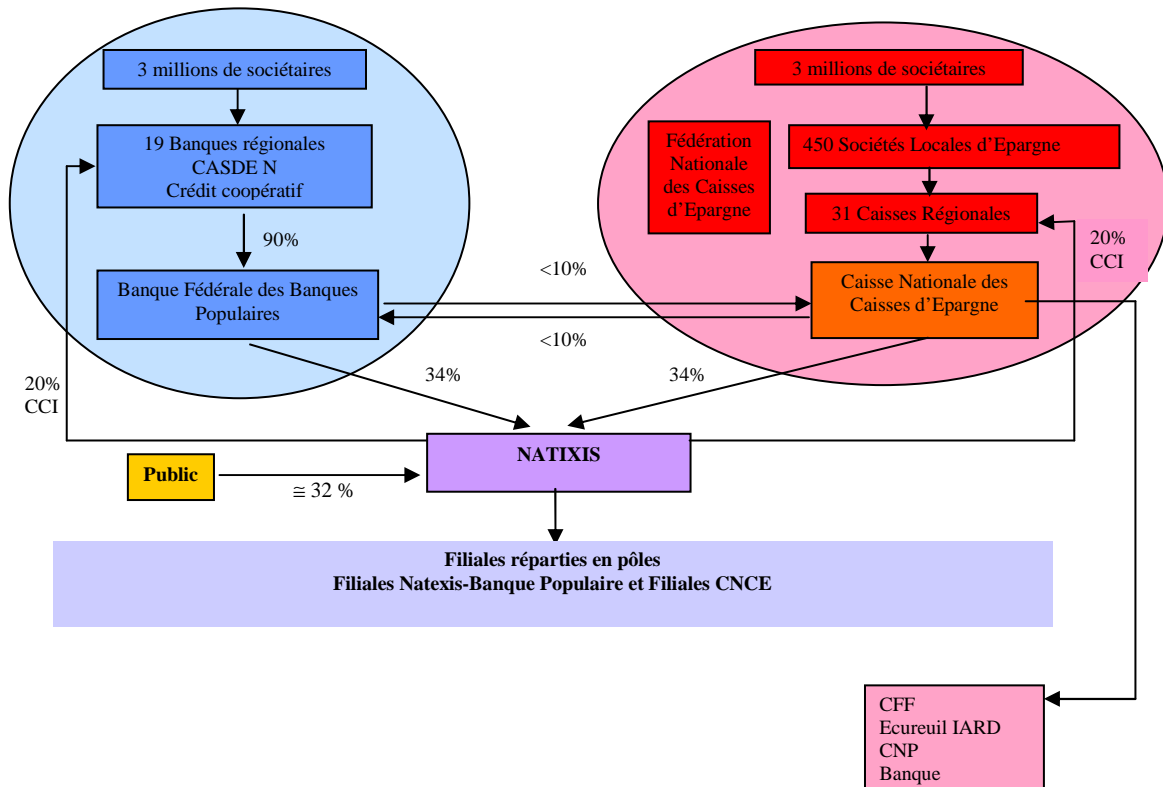 3 millions de sociétaires
19 Banques régionales
CASDE N
Crédit coopératif
90%
Banque Fédérale des Banques
Populaires
3 millions de sociétaires
Fédération
Nationale
des Caisses
d'Epargne
450 Sociétés Locales d'Epargne
31 Caisses Régionales
20%
CCI
Caisse Nationale des
Caisses d'Epargne
<10%
<10%
34%
34%
20%
CCI
NATIXIS
Public
≅ 32 %
Filiales réparties en pôles
Filiales Natexis-Banque Populaire et Filiales CNCE
CFF
Ecureuil IARD
CNP
Banque